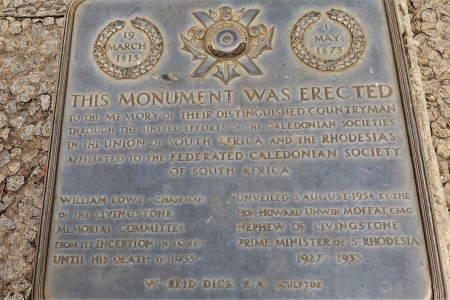 19
MARCH
1813
1
MAY
1873
THIS MONUMENT WAS ERECTED
TO THE MEMORY OF THEIR DISTINGUISHED COUNTRYMAN
THROUGH THE UNITED EFFORTS OF THE CALEDONIAN SOCIETIES
IN THE UNION OF SOUTH AFRICA AND THE RHODESIAS
AFFILIATED TO THE FEDERATED·CALEDONIAN SOCIETY
OF SOUTH AFRICA
WILLIAM LOWE · CHAIRMAN
OF THE LIVINGSTONE
MEMORIAL COMMITTEE
FROM ITS INCEPTION IN 1926
UNTIL HIS DEATH IN 1933·
UNVEILED 5 AUGUST 1934 BY THE
HON·HOWARD UNWIN MOFFAT·C·M·G
NEPHEW OF LIVINGSTONE
PRIME MINISTER OF S·RHODESIA
1927 - 1933
W. REID·DICK R.A. SCULPTOR